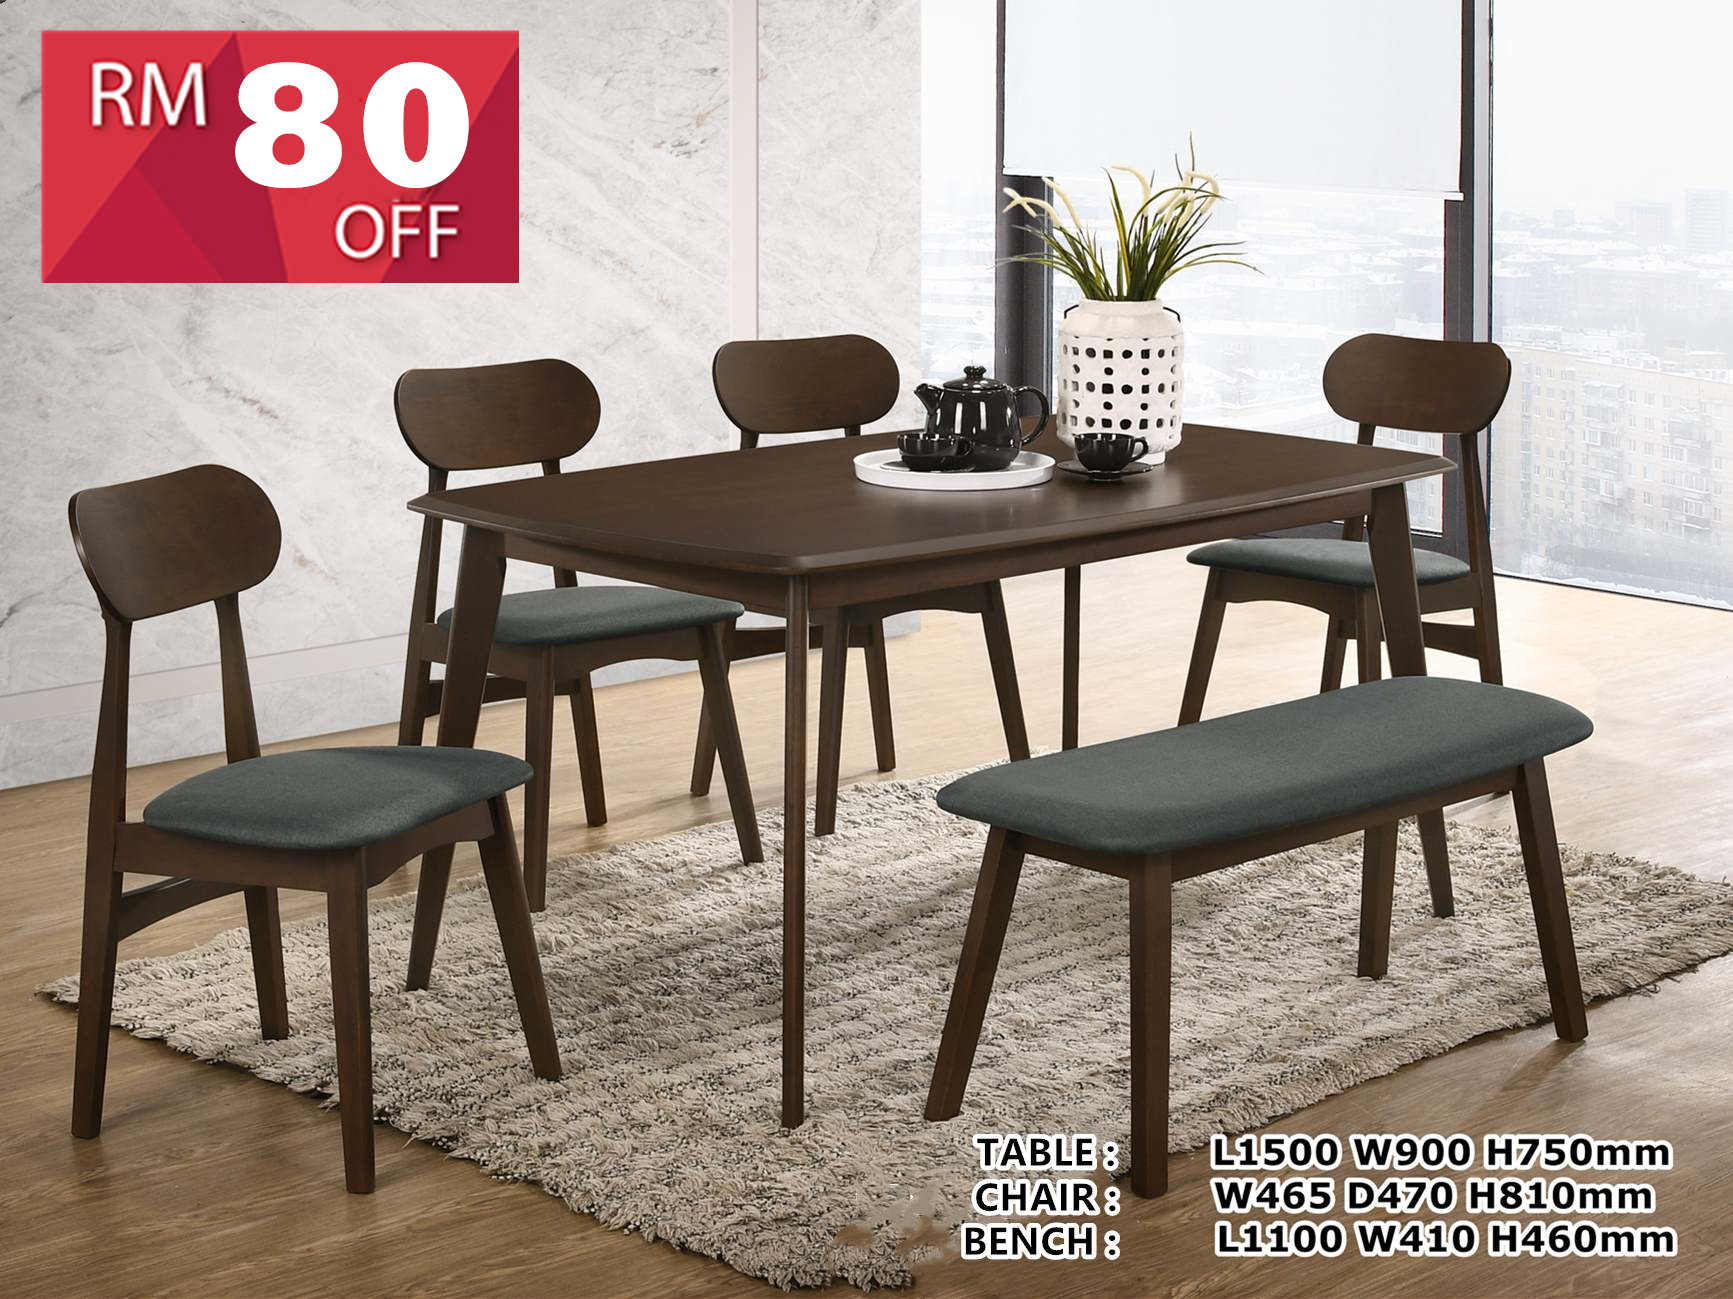 RM 80
OFF
TABLE : L1500 W900 H750mm
CHAIR : W465 D470 H810mm
BENCH : L1100 W410 H460mm